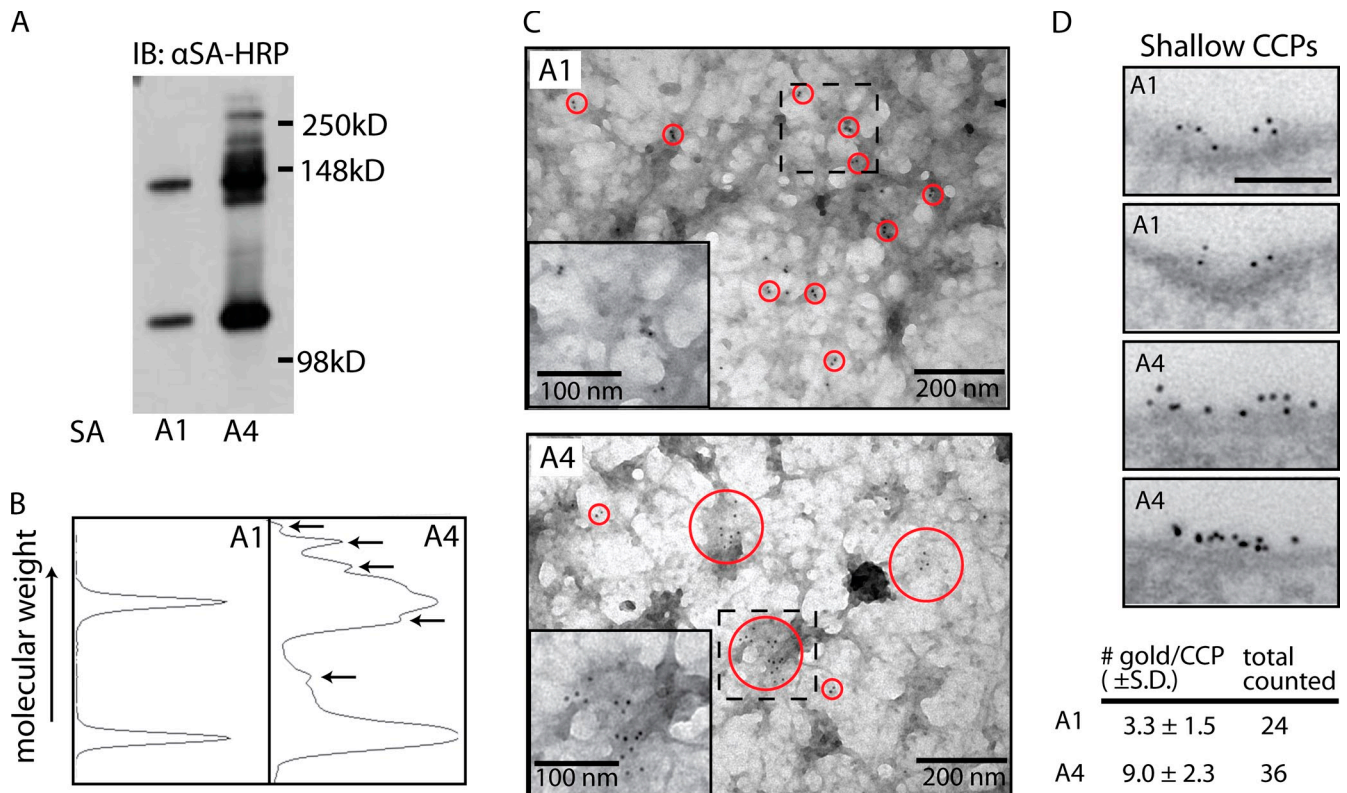 A
IB: αSA-HRP
250kD
148kD
98kD
SA A1 A4
B
molecular weight
A1
A4
C
A1
100 nm
200 nm
A4
100 nm
200 nm
D
Shallow CCPs
A1
A1
A4
A4
# gold/CCP total
( ±S.D.) counted
A1 3.3 ± 1.5 24
A4 9.0 ± 2.3 36